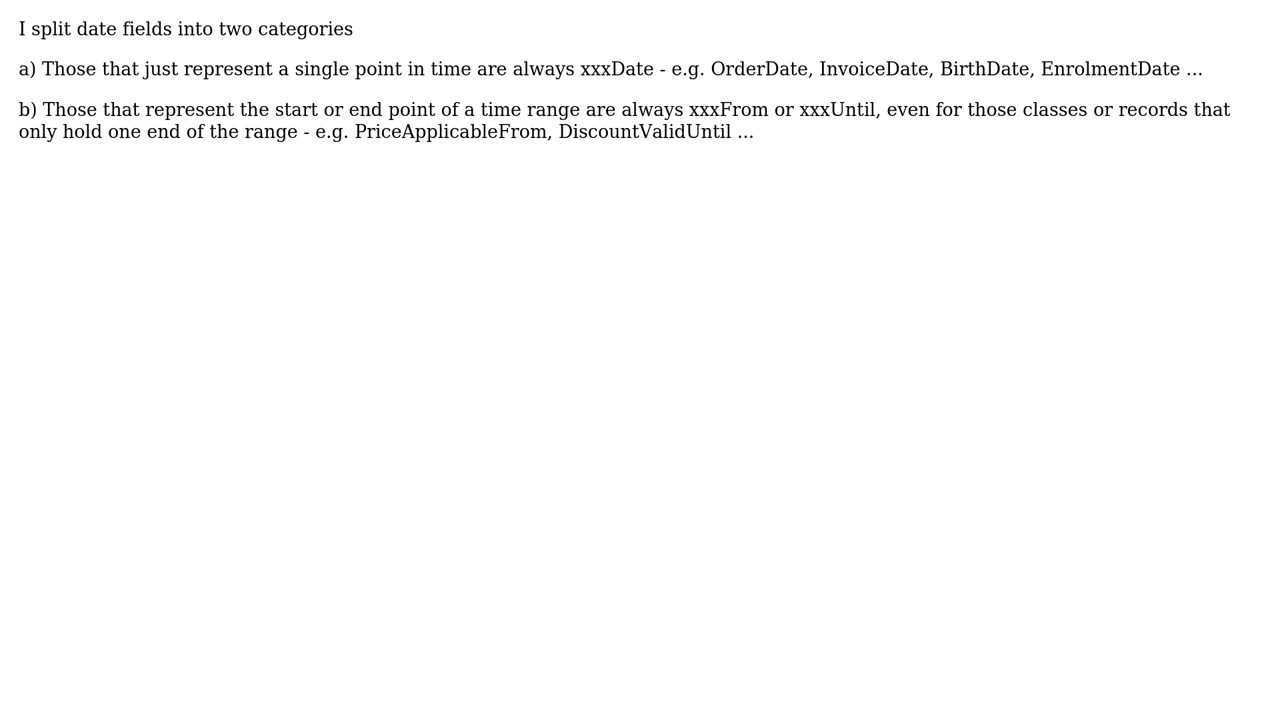 I split date fields into two categories
a) Those that just represent a single point in time are always xxxDate - e.g. OrderDate, InvoiceDate, BirthDate, EnrolmentDate ...
b) Those that represent the start or end point of a time range are always xxxFrom or xxxUntil, even for those classes or records that
only hold one end of the range - e.g. PriceApplicableFrom, DiscountValidUntil ...